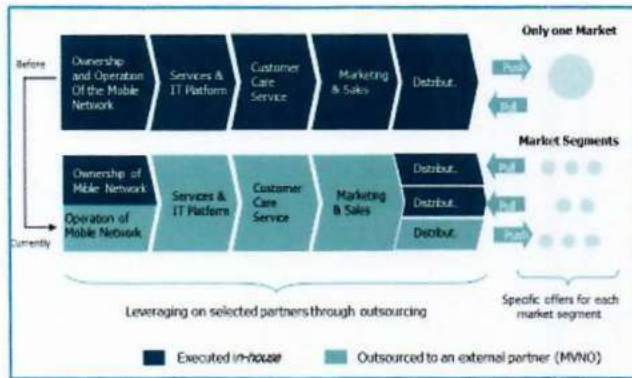 Only one Market
Before
Ownership
and Operation
Of the Moblie
Network
Services &
IT Platform
Customer
Care
Service
Marketing
& Sales
Distribut.
Push
Pull
Market Segments
Ownership of
Mible Network
Operation of
Moblie Network
Services &
IT Platform
Customer
Care
Service
Marketing
& Sales
Distribut.
Distribut.
Distribut.
Pull
Pull
Push
Currently
Leveraging on selected partners through outsourcing
Specific offers for each
market segment
Executed in-house
Outsourced to an external partner (MVNO)